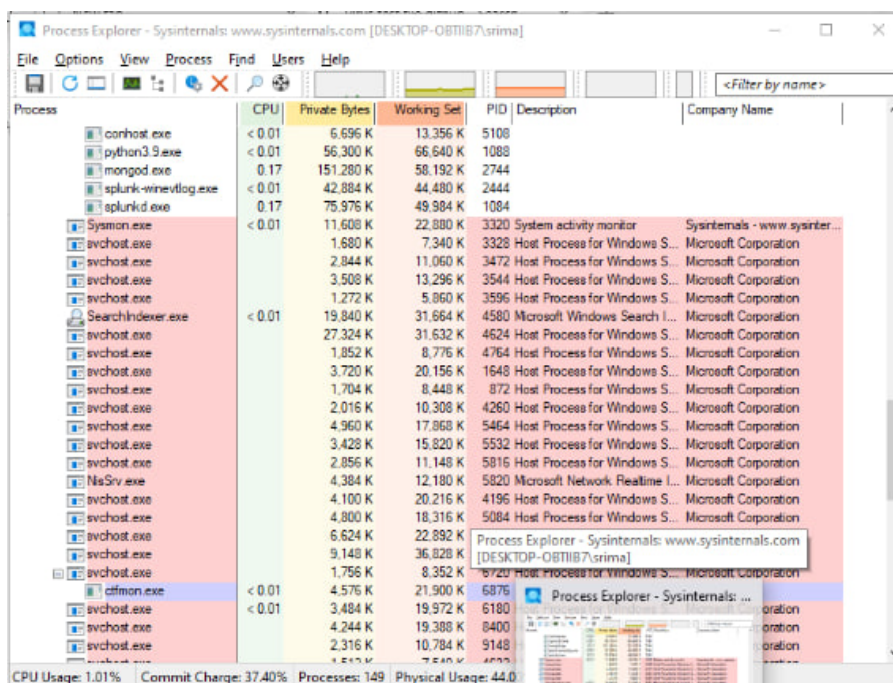 Process Explorer - Sysinternals: www.sysinternals.com [DESKTOP-OBTIIB7\srima]
File Options View Process Find Users Help
<Filter by name>
Process CPU Private Bytes Working Set PID Description Company Name
conhost.exe < 0.01 6,696 K 13,356 K 5108
python3.9.exe < 0.01 56,300 K 66,640 K 1088
mongod.exe 0.17 151,280 K 58,192 K 2744
splunk-winevtlog.exe < 0.01 42,884 K 44,480 K 2444
splunkd.exe 0.17 75,976 K 49,984 K 1084
Sysmon.exe < 0.01 11,608 K 22,880 K 3320 System activity monitor Sysinternals - www.sysinter...
svchost.exe 1,680 K 7,340 K 3328 Host Process for Windows S... Microsoft Corporation
svchost.exe 2,844 K 11,060 K 3472 Host Process for Windows S... Microsoft Corporation
svchost.exe 3,508 K 13,296 K 3544 Host Process for Windows S... Microsoft Corporation
svchost.exe 1,272 K 5,860 K 3596 Host Process for Windows S... Microsoft Corporation
SearchIndexer.exe < 0.01 19,840 K 31,664 K 4580 Microsoft Windows Search I... Microsoft Corporation
svchost.exe 27,324 K 31,632 K 4624 Host Process for Windows S... Microsoft Corporation
svchost.exe 1,852 K 8,776 K 4764 Host Process for Windows S... Microsoft Corporation
svchost.exe 3,720 K 20,156 K 1648 Host Process for Windows S... Microsoft Corporation
svchost.exe 1,704 K 8,448 K 872 Host Process for Windows S... Microsoft Corporation
svchost.exe 2,016 K 10,308 K 4260 Host Process for Windows S... Microsoft Corporation
svchost.exe 4,960 K 17,868 K 5464 Host Process for Windows S... Microsoft Corporation
svchost.exe 3,428 K 15,820 K 5532 Host Process for Windows S... Microsoft Corporation
svchost.exe 2,856 K 11,148 K 5816 Host Process for Windows S... Microsoft Corporation
NisSrv.exe 4,384 K 12,180 K 5820 Microsoft Network Realtime I... Microsoft Corporation
svchost.exe 4,100 K 20,216 K 4196 Host Process for Windows S... Microsoft Corporation
svchost.exe 4,800 K 18,316 K 5084 Host Process for Windows S... Microsoft Corporation
svchost.exe 6,624 K 22,892 K
Process Explorer - Sysinternals: www.sysinternals.com
[DESKTOP-OBTIIB7\srima]
svchost.exe 9,148 K 36,828 K
svchost.exe 1,756 K 8,352 K 6720 Host Process for Windows S... Microsoft Corporation
ctfmon.exe < 0.01 4,576 K 21,900 K 6876
Process Explorer - Sysinternals: ...
svchost.exe < 0.01 3,484 K 19,972 K 6180 oration
svchost.exe 4,244 K 19,388 K 8400 oration
svchost.exe 2,316 K 10,784 K 9148 oration
CPU Usage: 1.01% Commit Charge: 37.40% Processes: 149 Physical Usage: 44.0